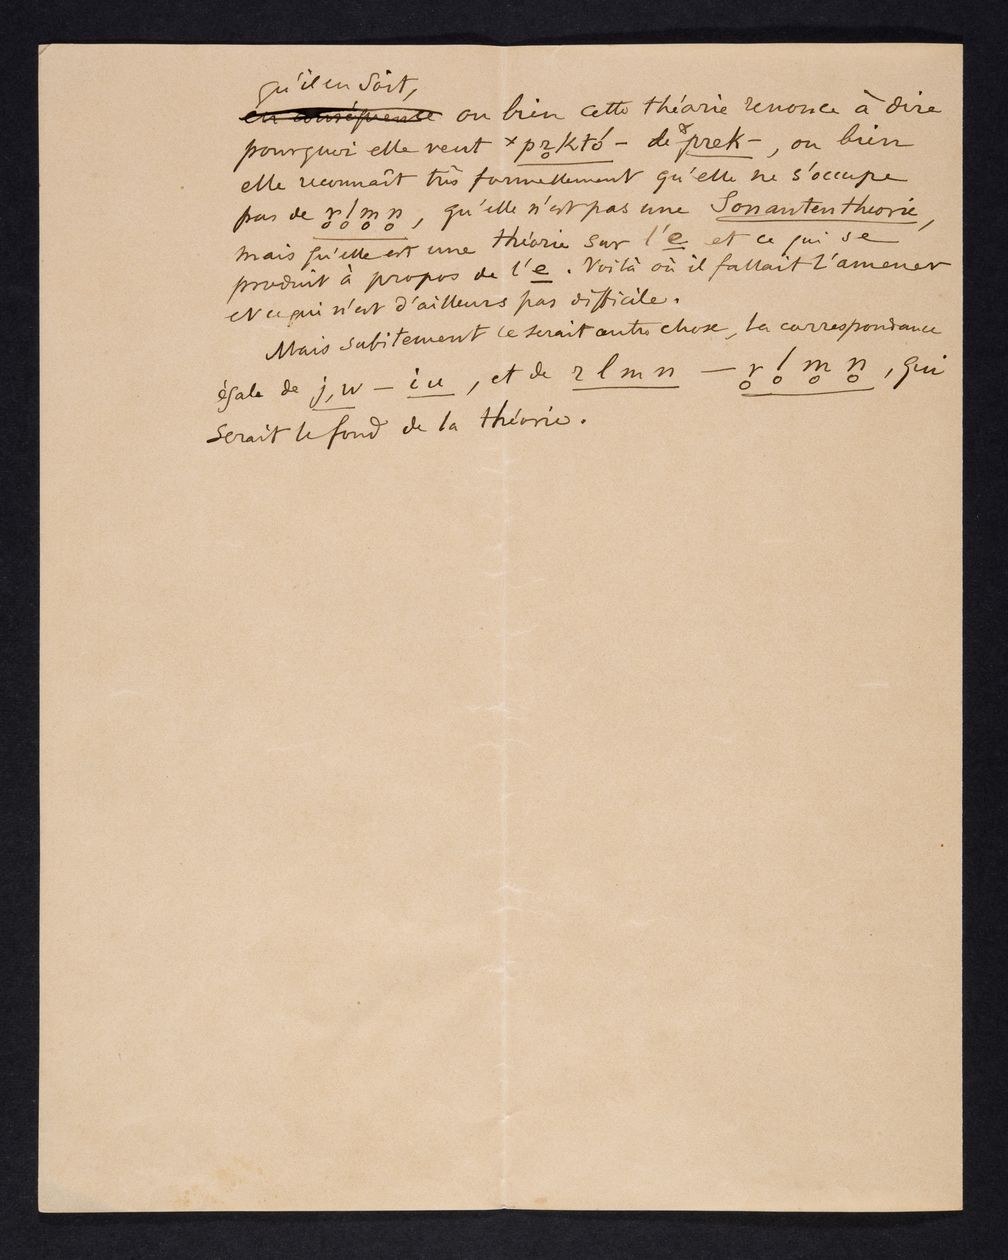 qu'il en soit,
en conséquence ou bien cette théorie renonce à dire
pourquoi elle veut ×pr̥któ- de ×prek-, ou bien
elle reconnaît très formellement qu'elle ne s'occupe
pas de r̥ l̥ m̥ n̥, qu'elle n'est pas une Sonantentheorie,
mais qu'elle est une théorie sur l'e et ce qui se
produit à propos de l'e. Voilà où il fallait l'amener
et ce qui n'est d'ailleurs pas difficile.
Mais subitement ce serait autre chose, la correspondance
égale de j, w – i u, et de r l m n – r̥ l̥ m̥ n̥, qui
serait le fond de la théorie.